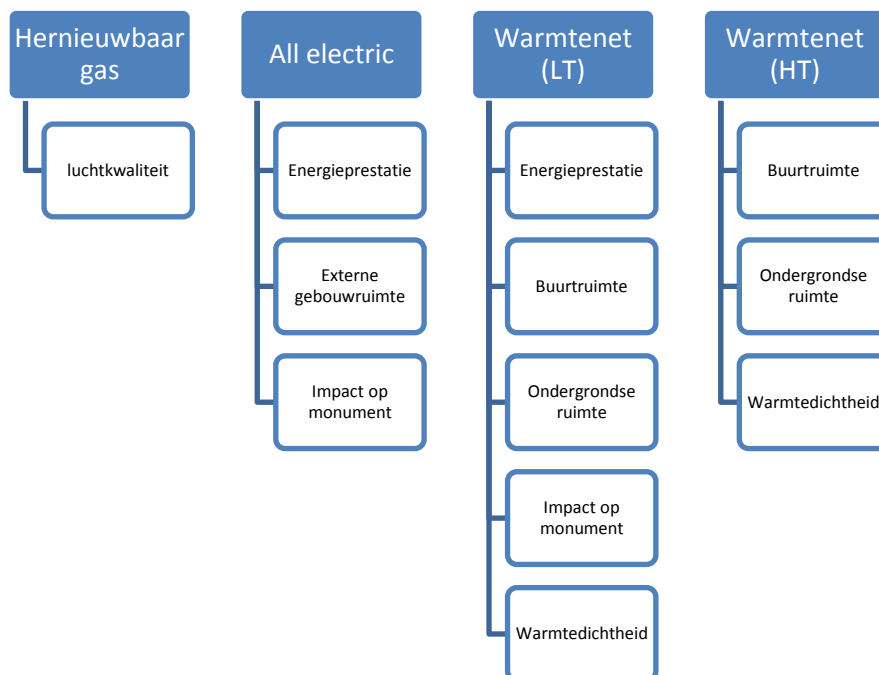 Hernieuwbaar
gas
luchtkwaliteit
All electric
Energieprestatie
Externe
gebouwruimte
Impact op
monument
Warmtenet
(LT)
Energieprestatie
Buurtruimte
Ondergrondse
ruimte
Impact op
monument
Warmtedichtheid
Warmtenet
(HT)
Buurtruimte
Ondergrondse
ruimte
Warmtedichtheid